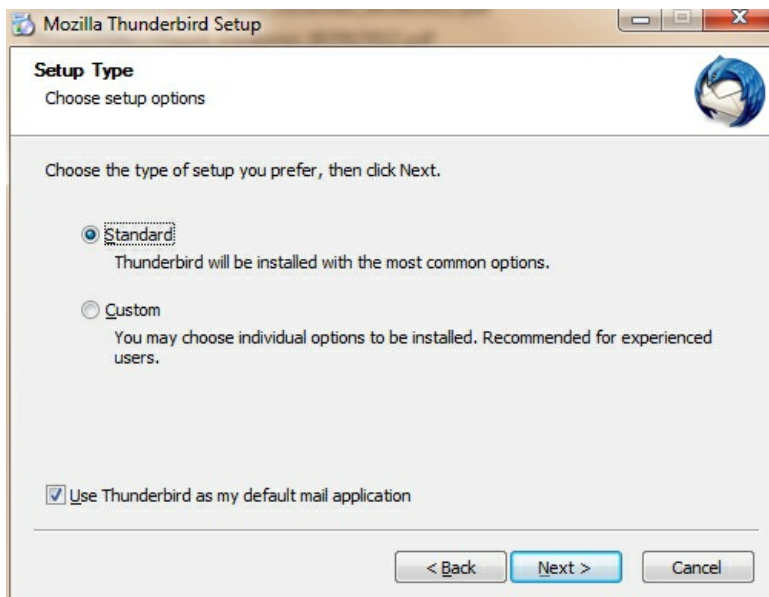 Mozilla Thunderbird Setup
Setup Type
Choose setup options
Choose the type of setup you prefer, then click Next.
Standard
Thunderbird will be installed with the most common options.
Custom
You may choose individual options to be installed. Recommended for experienced
users.
Use Thunderbird as my default mail application
< Back
Next >
Cancel